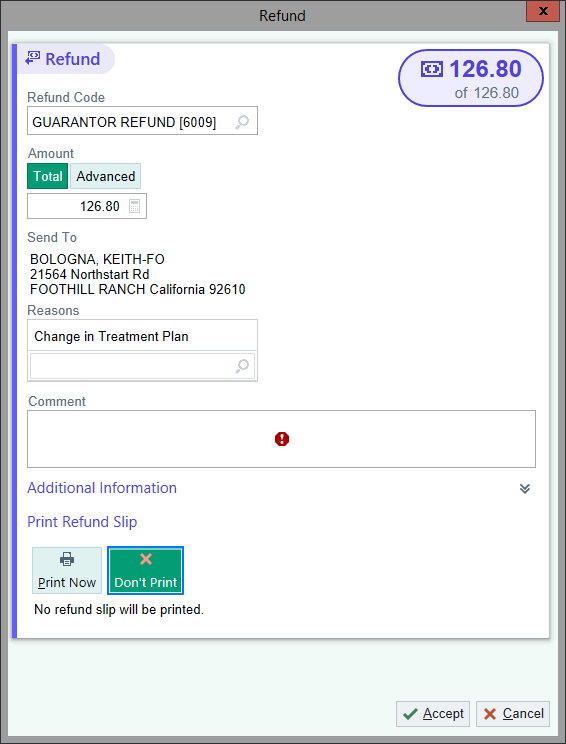 Refund
x
Refund
126.80
of 126.80
Refund Code
GUARANTOR REFUND [6009]
Amount
Total Advanced
126.80
Send To
BOLOGNA, KEITH-FO
21564 Northstart Rd
FOOTHILL RANCH California 92610
Reasons
Change in Treatment Plan
Comment
Additional Information
Print Refund Slip
Print Now Don't Print
No refund slip will be printed.
Accept Cancel